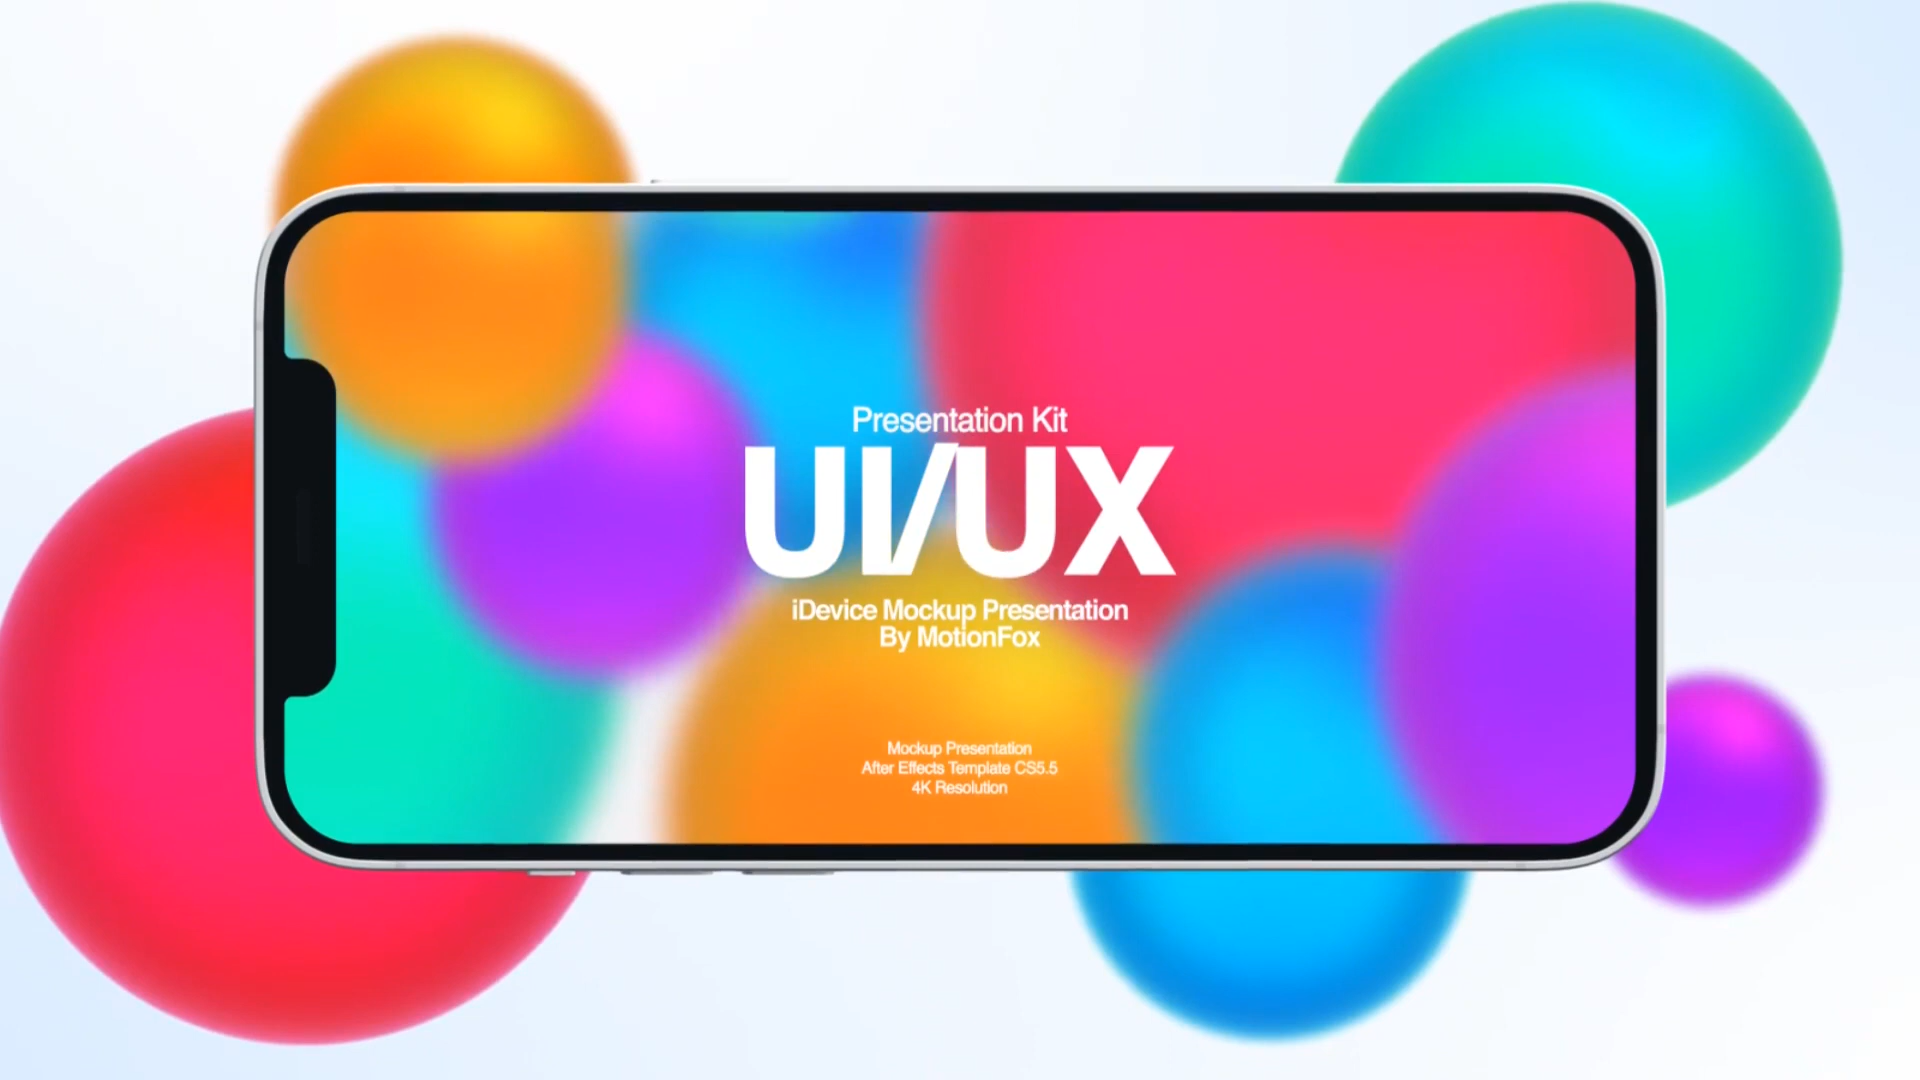 Presentation Kit
UI/UX
iDevice Mockup Presentation
By MotionFox
Mockup Presentation
After Effects Template CS5.5
4K Resolution